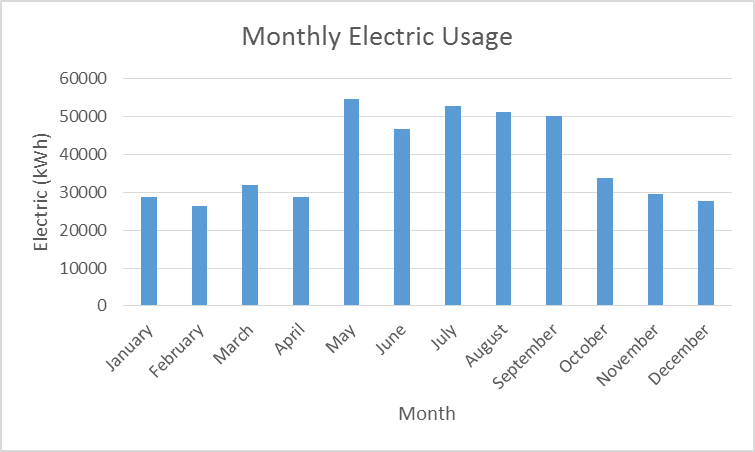 Monthly Electric Usage
Electric (kWh)
60000
50000
40000
30000
20000
10000
0
January
February
March
April
May
June
July
August
September
October
November
December
Month